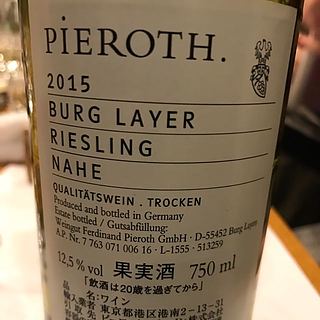 PiEROTH.
2015
BURG LAYER
RIESLING
NAHE
QUALITÄTSWEIN . TROCKEN
Produced and bottled in Germany
Estate bottled / Gutsabfüllung:
Weingut Ferdinand Pieroth GmbH · D-55452 Burg Layen
A.P. Nr. 7 763 071 006 16 · L-1555 · 513259
12,5 % vol 果実酒 750 ml
「飲酒は20歳を過ぎてから」
品名:ワイン
東京都港区港南2-13-31